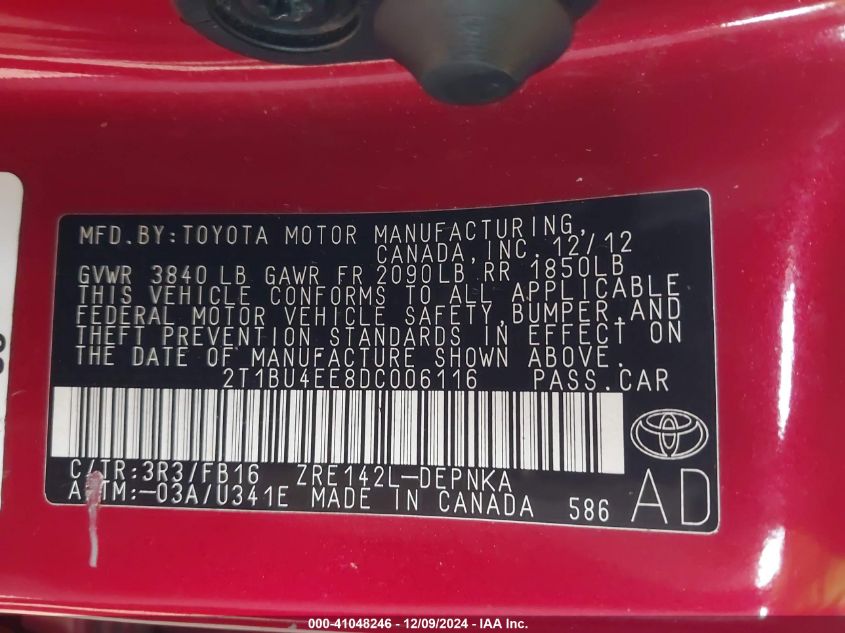 MFD.BY:TOYOTA MOTOR MANUFACTURING,
CANADA,INC. 12/12
GVWR 3840 LB GAWR FR 2090LB RR 1850LB
THIS VEHICLE CONFORMS TO ALL APPLICABLE
FEDERAL MOTOR VEHICLE SAFETY,BUMPER,AND
THEFT PREVENTION STANDARDS IN EFFECT ON
THE DATE OF MANUFACTURE SHOWN ABOVE.
2T1BU4EE8DC006116 PASS.CAR
C/TR:3R3/FB16 ZRE142L-DEPNKA
A/TM:-03A/U341E MADE IN CANADA 586
AD
000-41048246 - 12/09/2024 - IAA Inc.